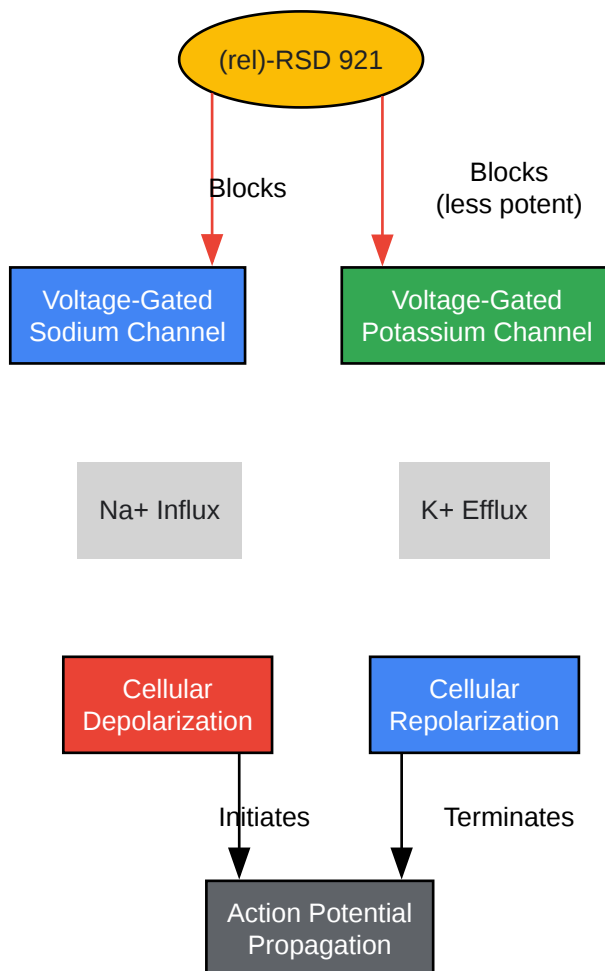 (rel)-RSD 921
Blocks
Blocks
(less potent)
Voltage-Gated
Sodium Channel
Voltage-Gated
Potassium Channel
Na+ Influx
K+ Efflux
Cellular
Depolarization
Cellular
Repolarization
Initiates
Terminates
Action Potential
Propagation